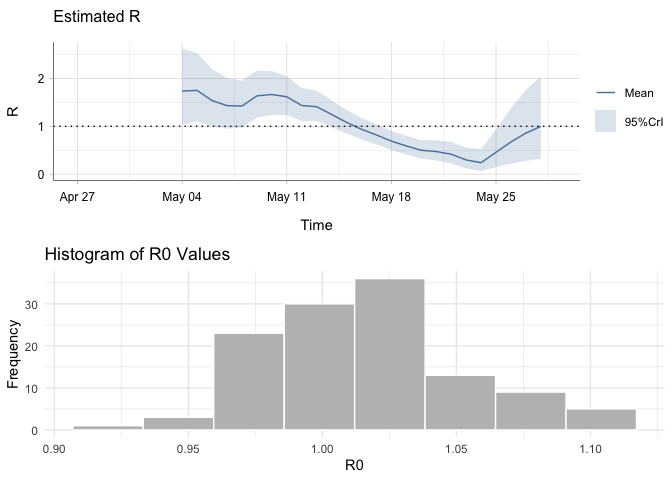 Estimated R
2
1
0
R
Apr 27 May 04 May 11 May 18 May 25
Time
Mean
95%CrI
Histogram of R0 Values
30
20
10
0
Frequency
0.90 0.95 1.00 1.05 1.10
R0